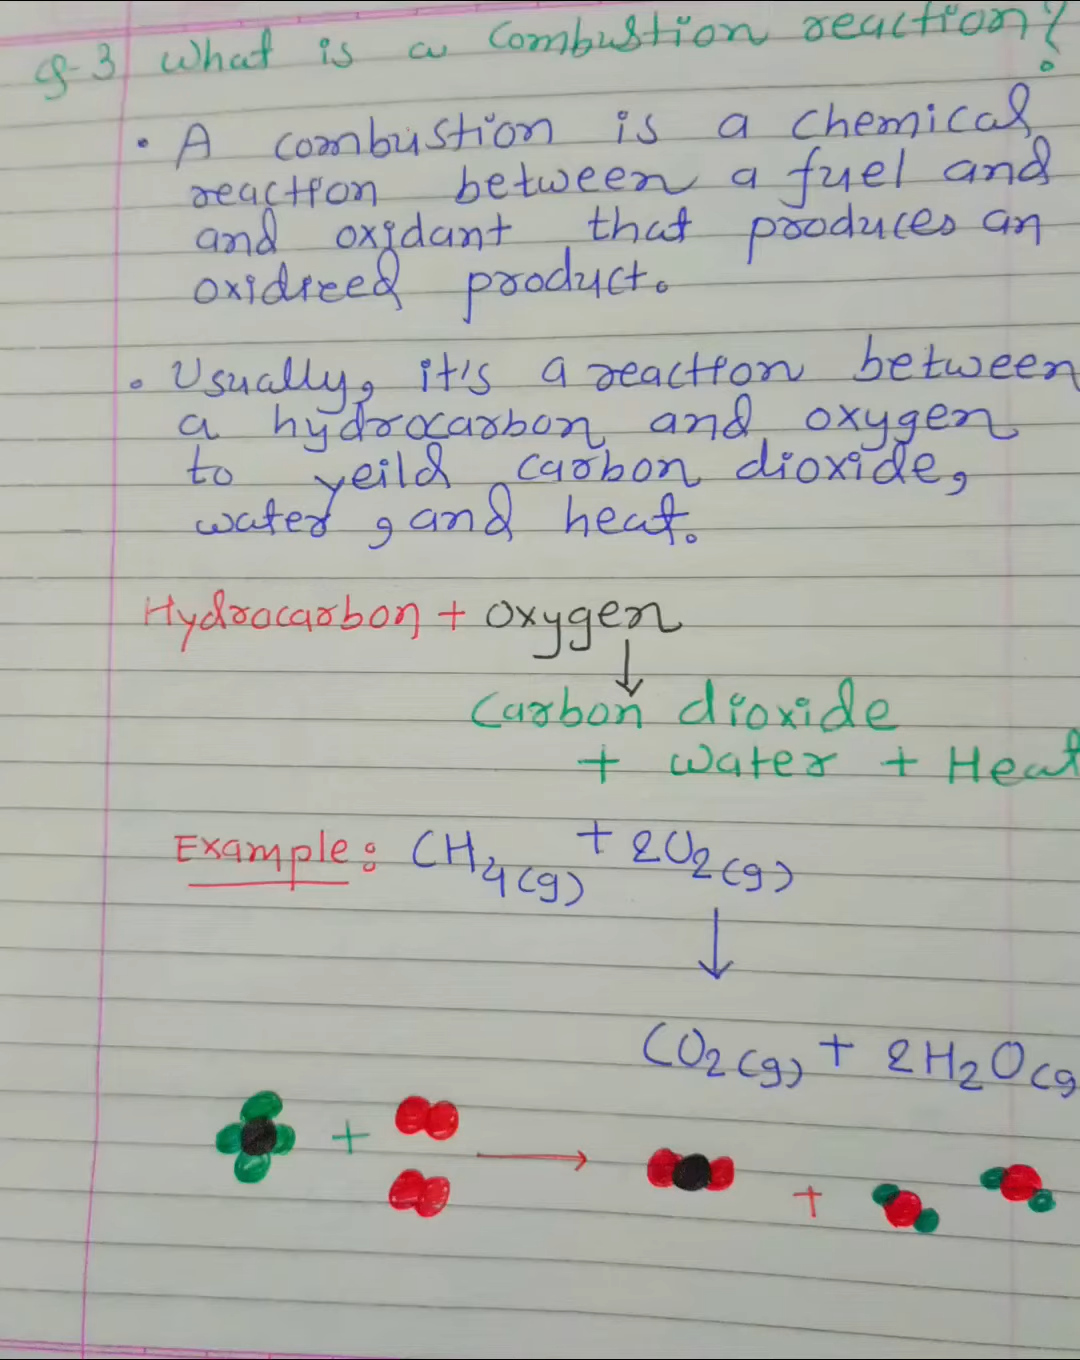 Q-3 What is a combustion reaction?
• A combustion is a chemical
reaction between a fuel and
and oxidant that produces an
oxidized product.
• Usually, it's a reaction between
a hydrocarbon and oxygen
to yeild carbon dioxide,
water, and heat.
Hydrocarbon + Oxygen
↓
Carbon dioxide
+ water + Heat
Example: CH₄(g) + 2O₂(g)
↓
CO₂(g) + 2H₂O(g
+ → +